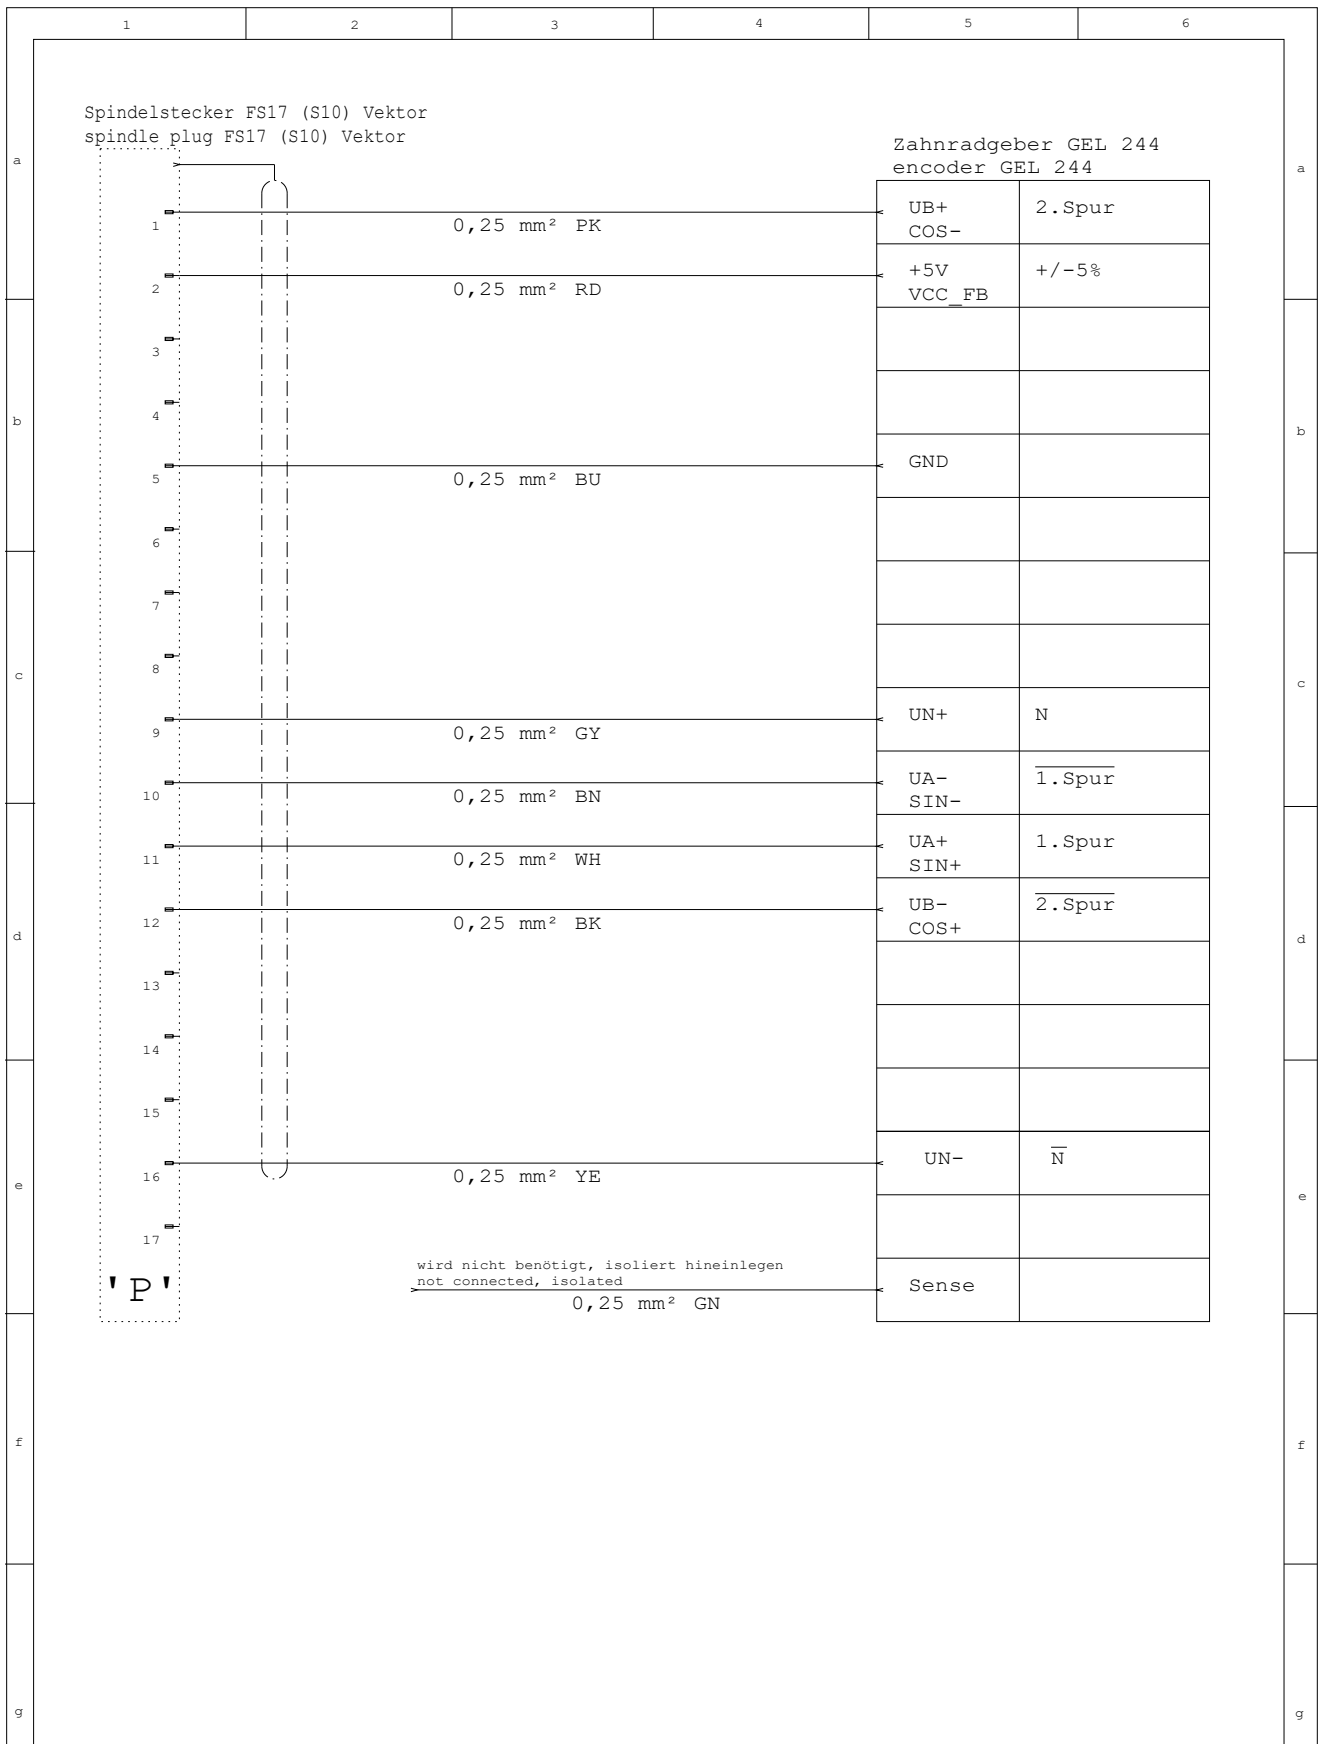 1 2 3 4 5 6
Spindelstecker FS17 (S10) Vektor
spindle plug FS17 (S10) Vektor
Zahnradgeber GEL 244
encoder GEL 244
a a
UB+ 2.Spur
1 0,25 mm² PK COS-
+5V +/-5%
2 0,25 mm² RD VCC_FB
3
4
b b
GND
5 0,25 mm² BU
6
7
8
c c
UN+ N
9 0,25 mm² GY
UA- 1.Spur
10 0,25 mm² BN SIN-
UA+ 1.Spur
11 0,25 mm² WH SIN+
UB- 2.Spur
12 0,25 mm² BK COS+
d d
13
14
15
UN- N
16 0,25 mm² YE
e e
17
wird nicht benötigt, isoliert hineinlegen
not connected, isolated
'P' Sense
0,25 mm² GN
f f
g g